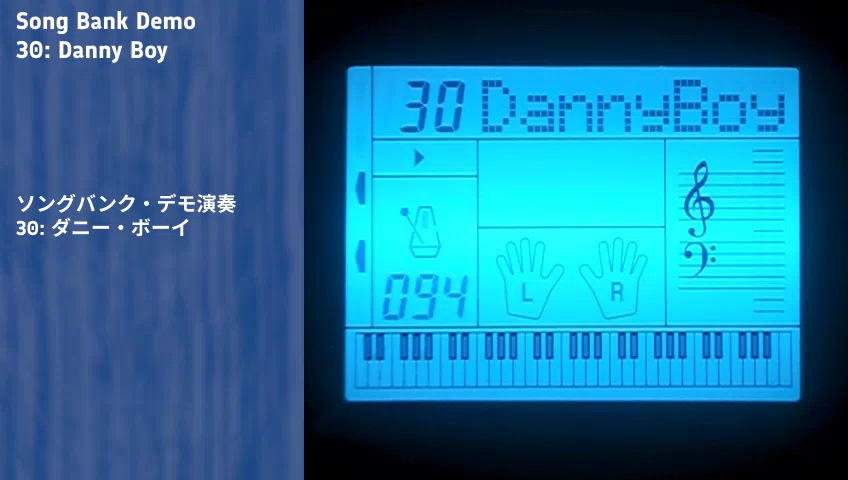 Song Bank Demo
30: Danny Boy
ソングバンク・デモ演奏
30: ダニー・ボーイ
30 DannyBoy
094
L R